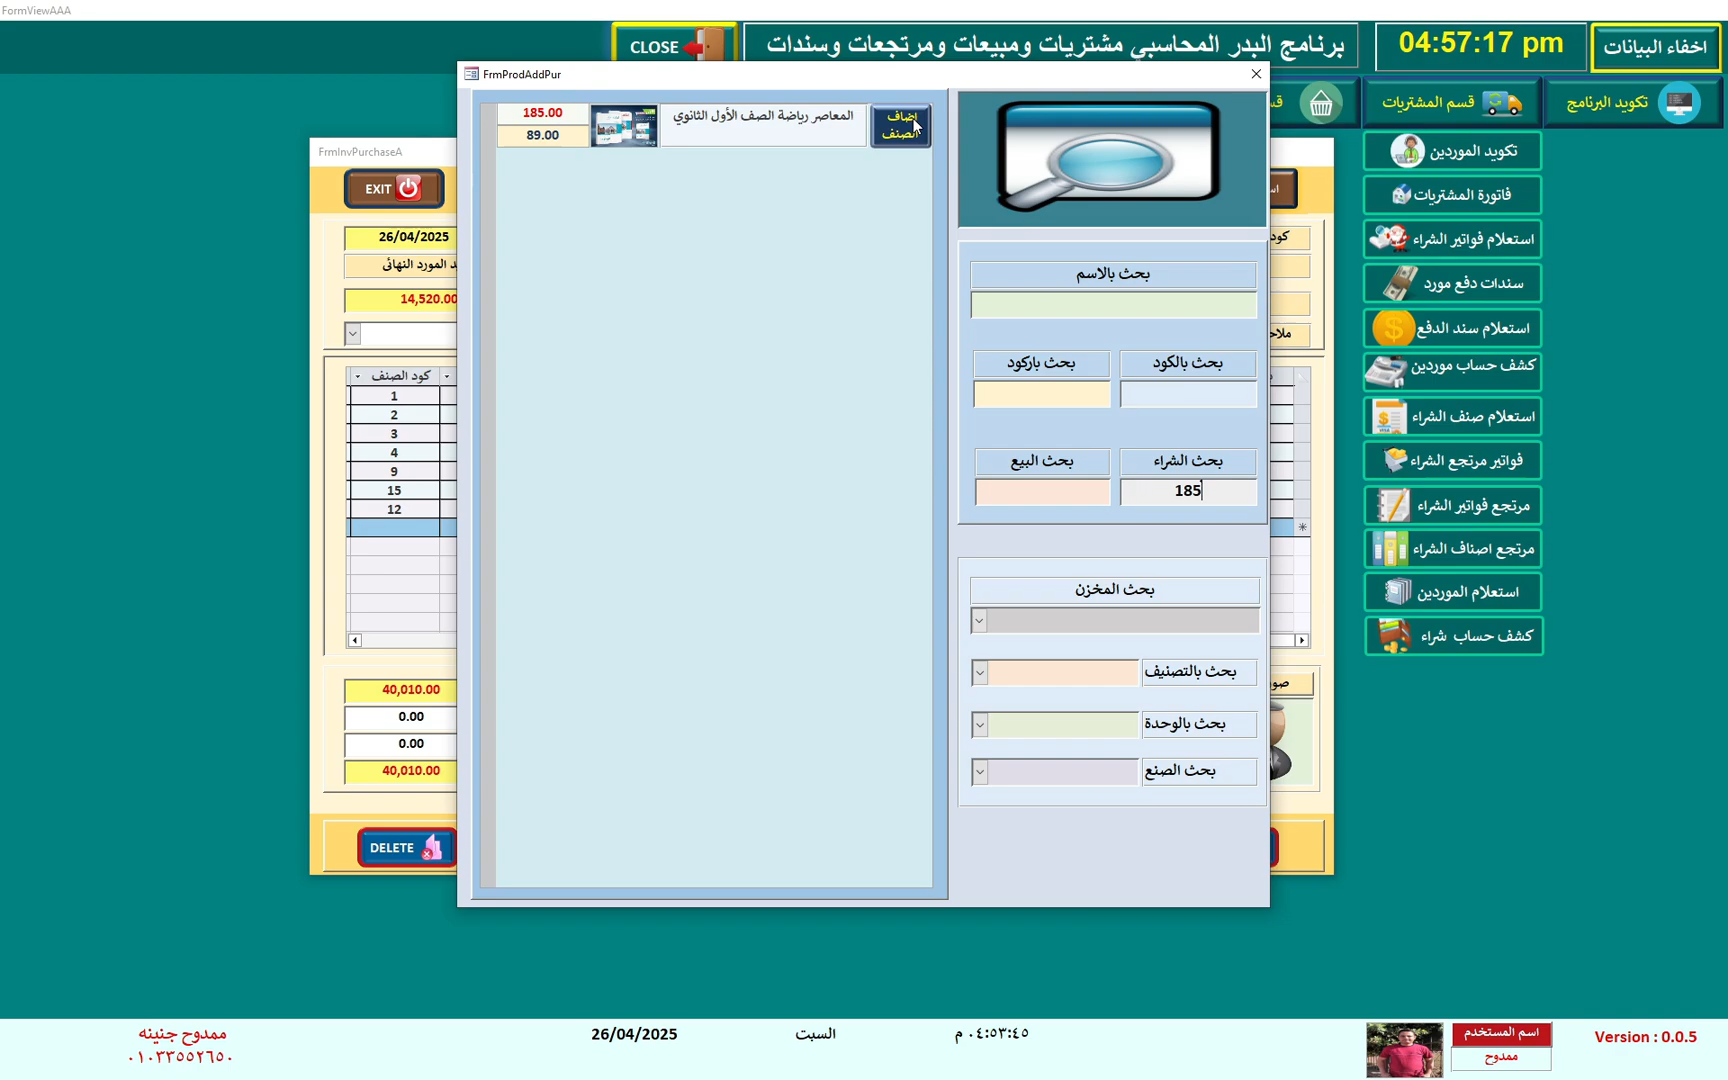 FormViewAAA
CLOSE
برنامج البدر المحاسبي مشتريات ومبيعات ومرتجعات وسندات
04:57:17 pm
اخفاء البيانات
تكويد البرنامج
قسم المشتريات
قس
FrmProdAddPur
185.00
89.00
المعاصر رياضة الصف الأول الثانوي
اضاف
الصنف
بحث بالاسم
بحث بالكود
بحث باركود
بحث الشراء
بحث البيع
185
بحث المخزن
بحث بالتصنيف
بحث بالوحدة
بحث الصنع
FrmInvPurchaseA
EXIT
26/04/2025
د المورد النهائى
14,520.00
كود
ملاح
كود الصنف
1
2
3
4
9
15
12
40,010.00
0.00
0.00
40,010.00
صو
DELETE
تكويد الموردين
فاتورة المشتريات
استعلام فواتير الشراء
سندات دفع مورد
استعلام سند الدفع
كشف حساب موردين
استعلام صنف الشراء
فواتير مرتجع الشراء
مرتجع فواتير الشراء
مرتجع اصناف الشراء
استعلام الموردين
كشف حساب شراء
ممدوح جنينه
٠١٠٣٣٥٥٢٦٥٠
26/04/2025
السبت
٠٤:٥٣:٤٥ م
اسم المستخدم
ممدوح
Version : 0.0.5